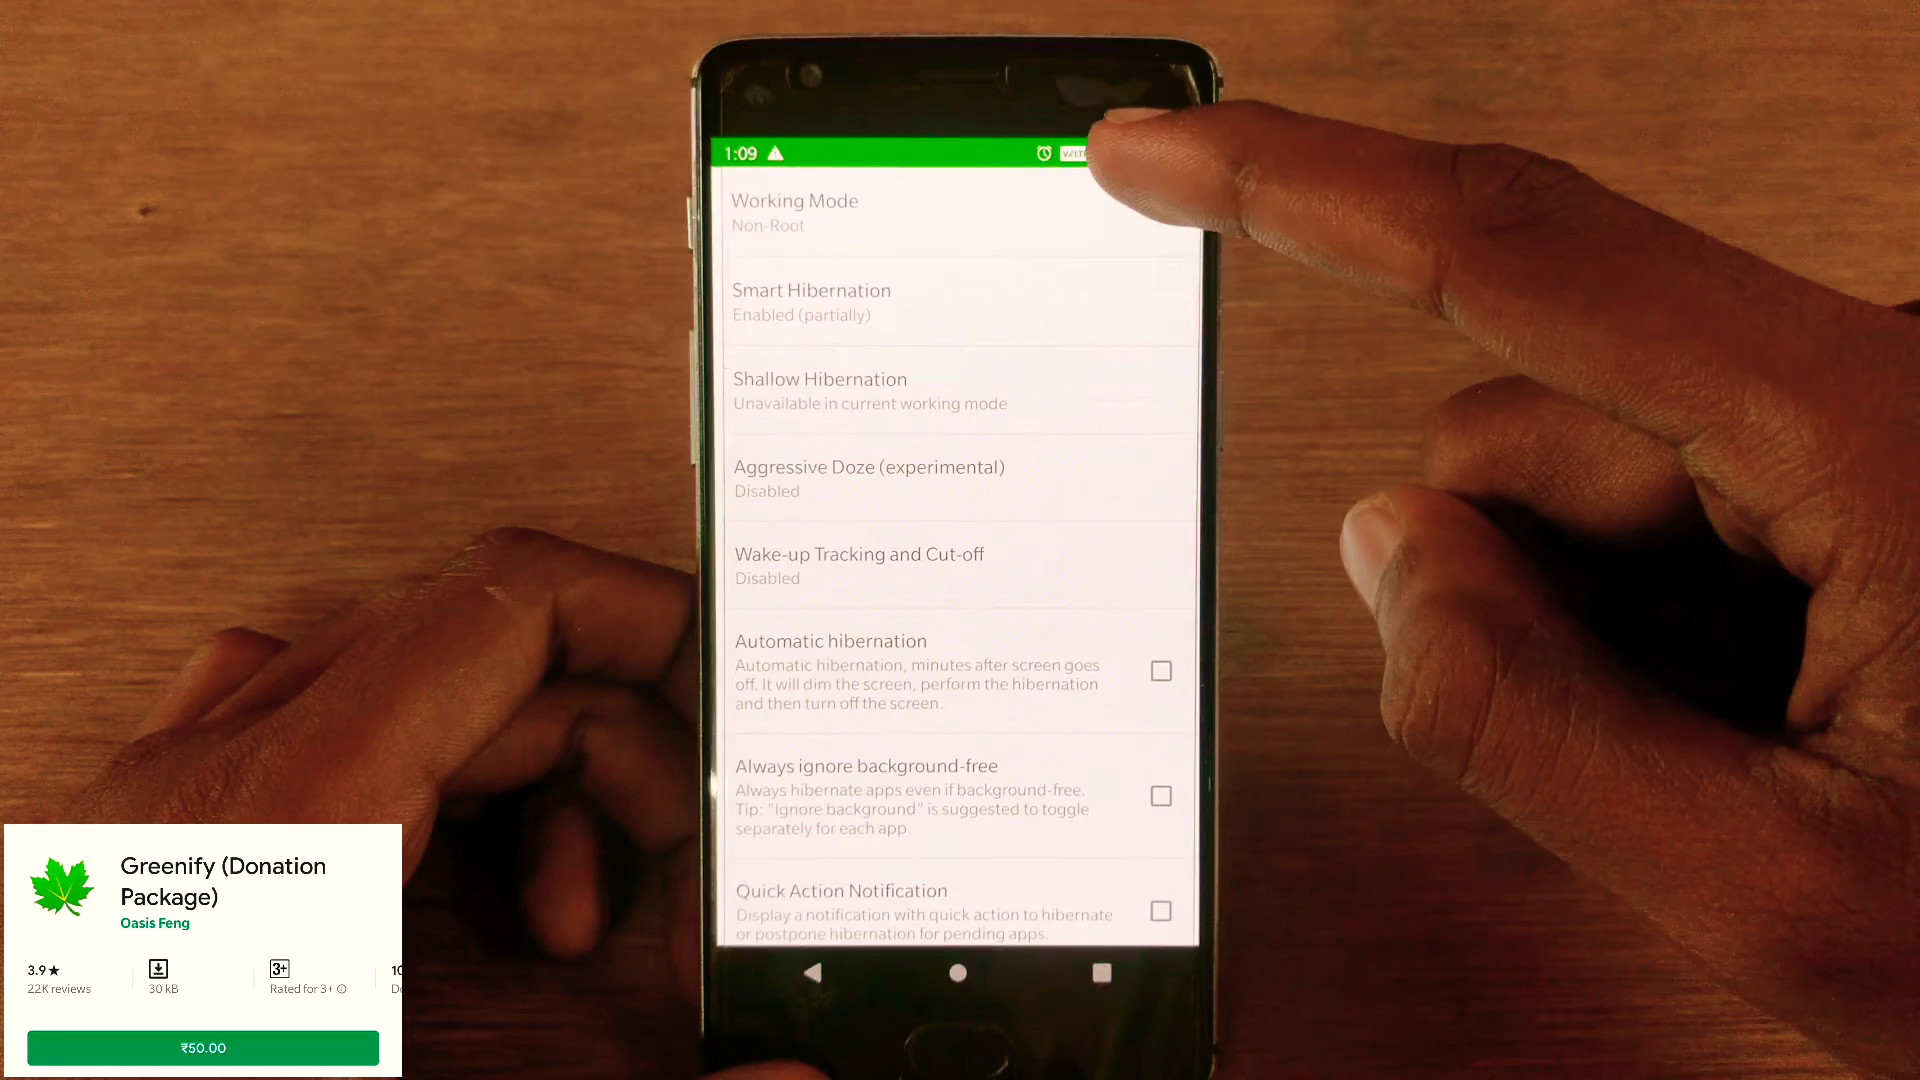 1:09
Working Mode
Non-Root
Smart Hibernation
Enabled (partially)
Shallow Hibernation
Unavailable in current working mode
Aggressive Doze (experimental)
Disabled
Wake-up Tracking and Cut-off
Disabled
Automatic hibernation
Automatic hibernation, minutes after screen goes
off. It will dim the screen, perform the hibernation
and then turn off the screen.
Always ignore background-free
Always hibernate apps even if background-free.
Tip: "Ignore background" is suggested to toggle
separately for each app.
Quick Action Notification
Display a notification with quick action to hibernate
or postpone hibernation for pending apps.
Greenify (Donation
Package)
Oasis Feng
3.9★
22K reviews
30 kB
3+
Rated for 3+
₹50.00